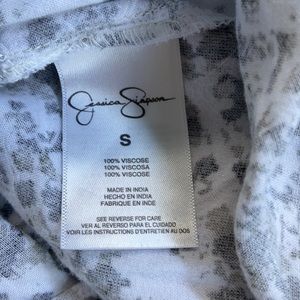 Jessica Simpson
S
100% VISCOSE
100% VISCOSA
100% VISCOSE
MADE IN INDIA
HECHO EN INDIA
FABRIQUE EN INDE
SEE REVERSE FOR CARE
VER AL REVERSO PARA EL CUIDADO
VOIR LES INSTRUCTIONS D'ENTRETIEN AU DOS